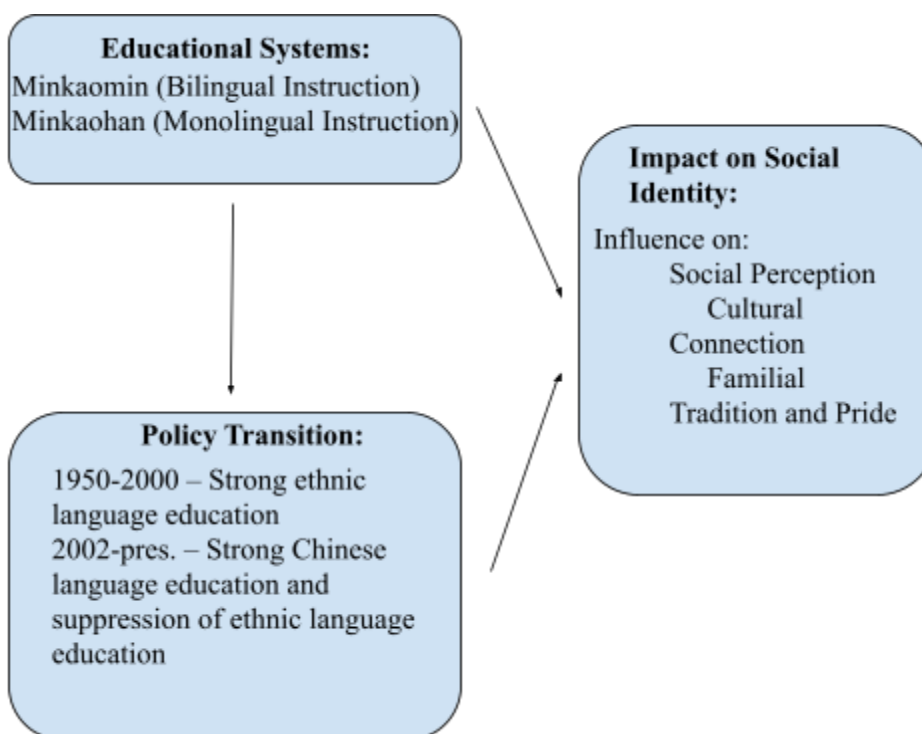 Educational Systems:
Minkaomin (Bilingual Instruction)
Minkaohan (Monolingual Instruction)
Policy Transition:
1950-2000 – Strong ethnic
language education
2002-pres. – Strong Chinese
language education and
suppression of ethnic language
education
Impact on Social
Identity:
Influence on:
Social Perception
Cultural
Connection
Familial
Tradition and Pride